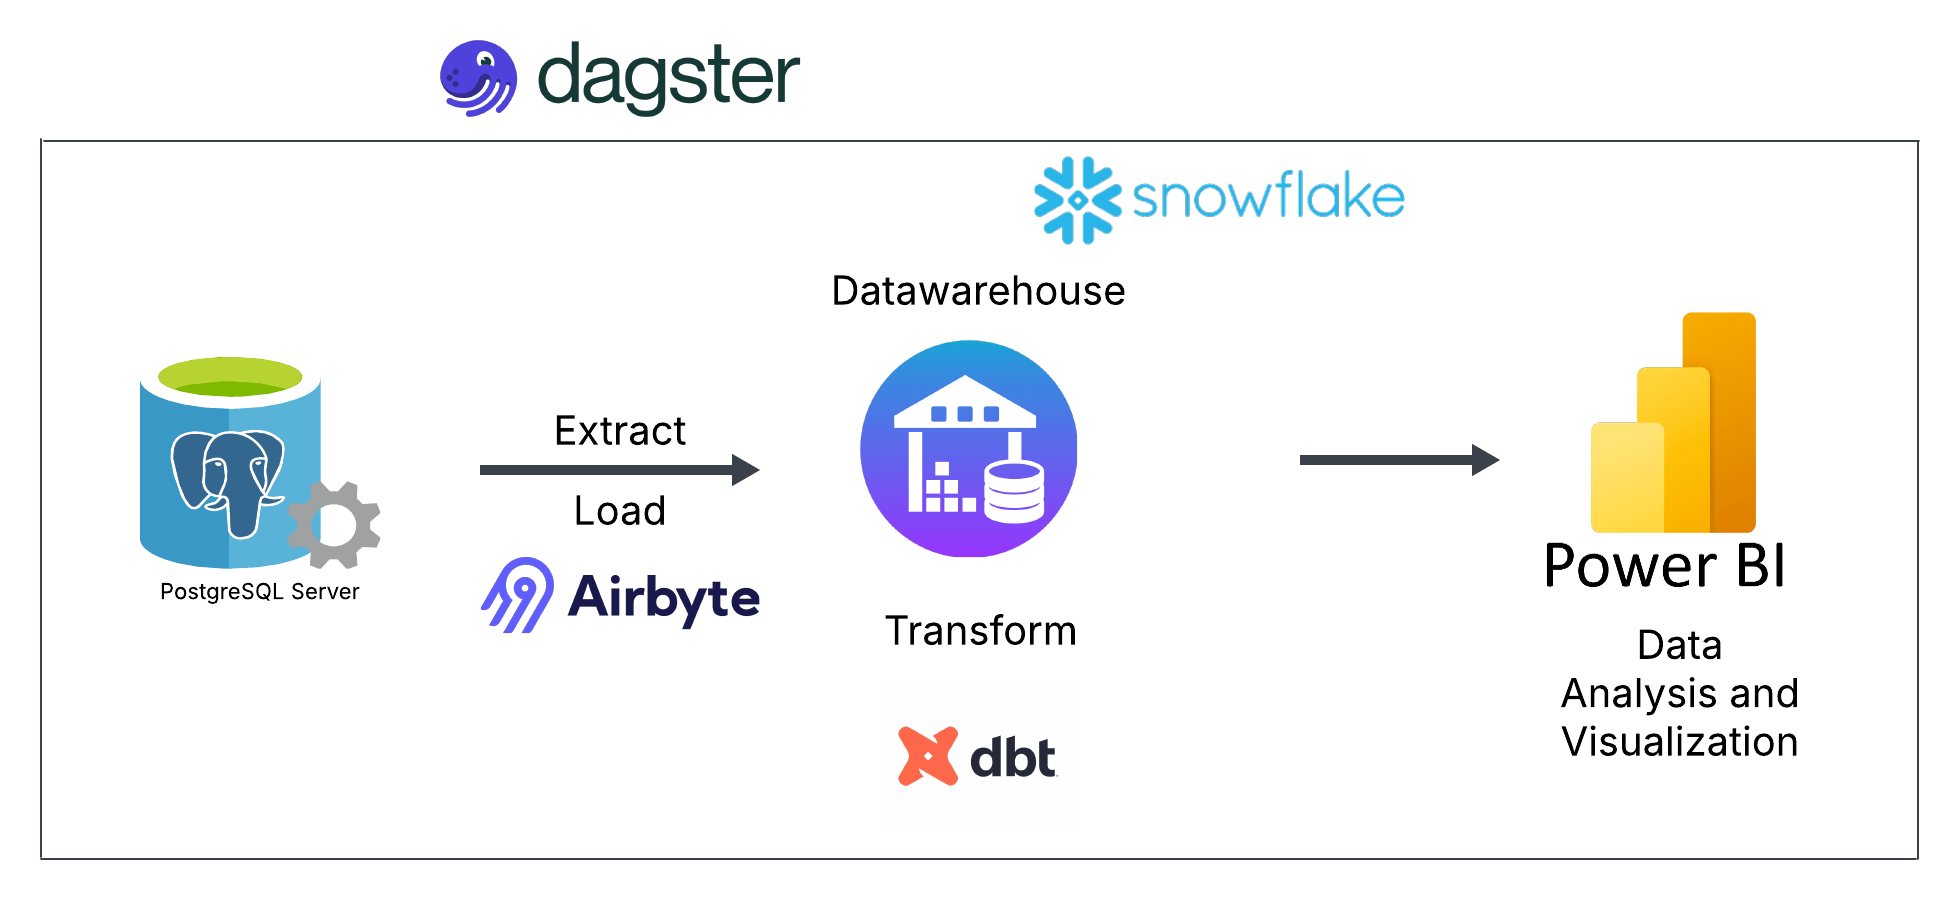 dagster
snowflake
Datawarehouse
Extract
Load
PostgreSQL Server
Airbyte
Transform
dbt
Power BI
Data
Analysis and
Visualization